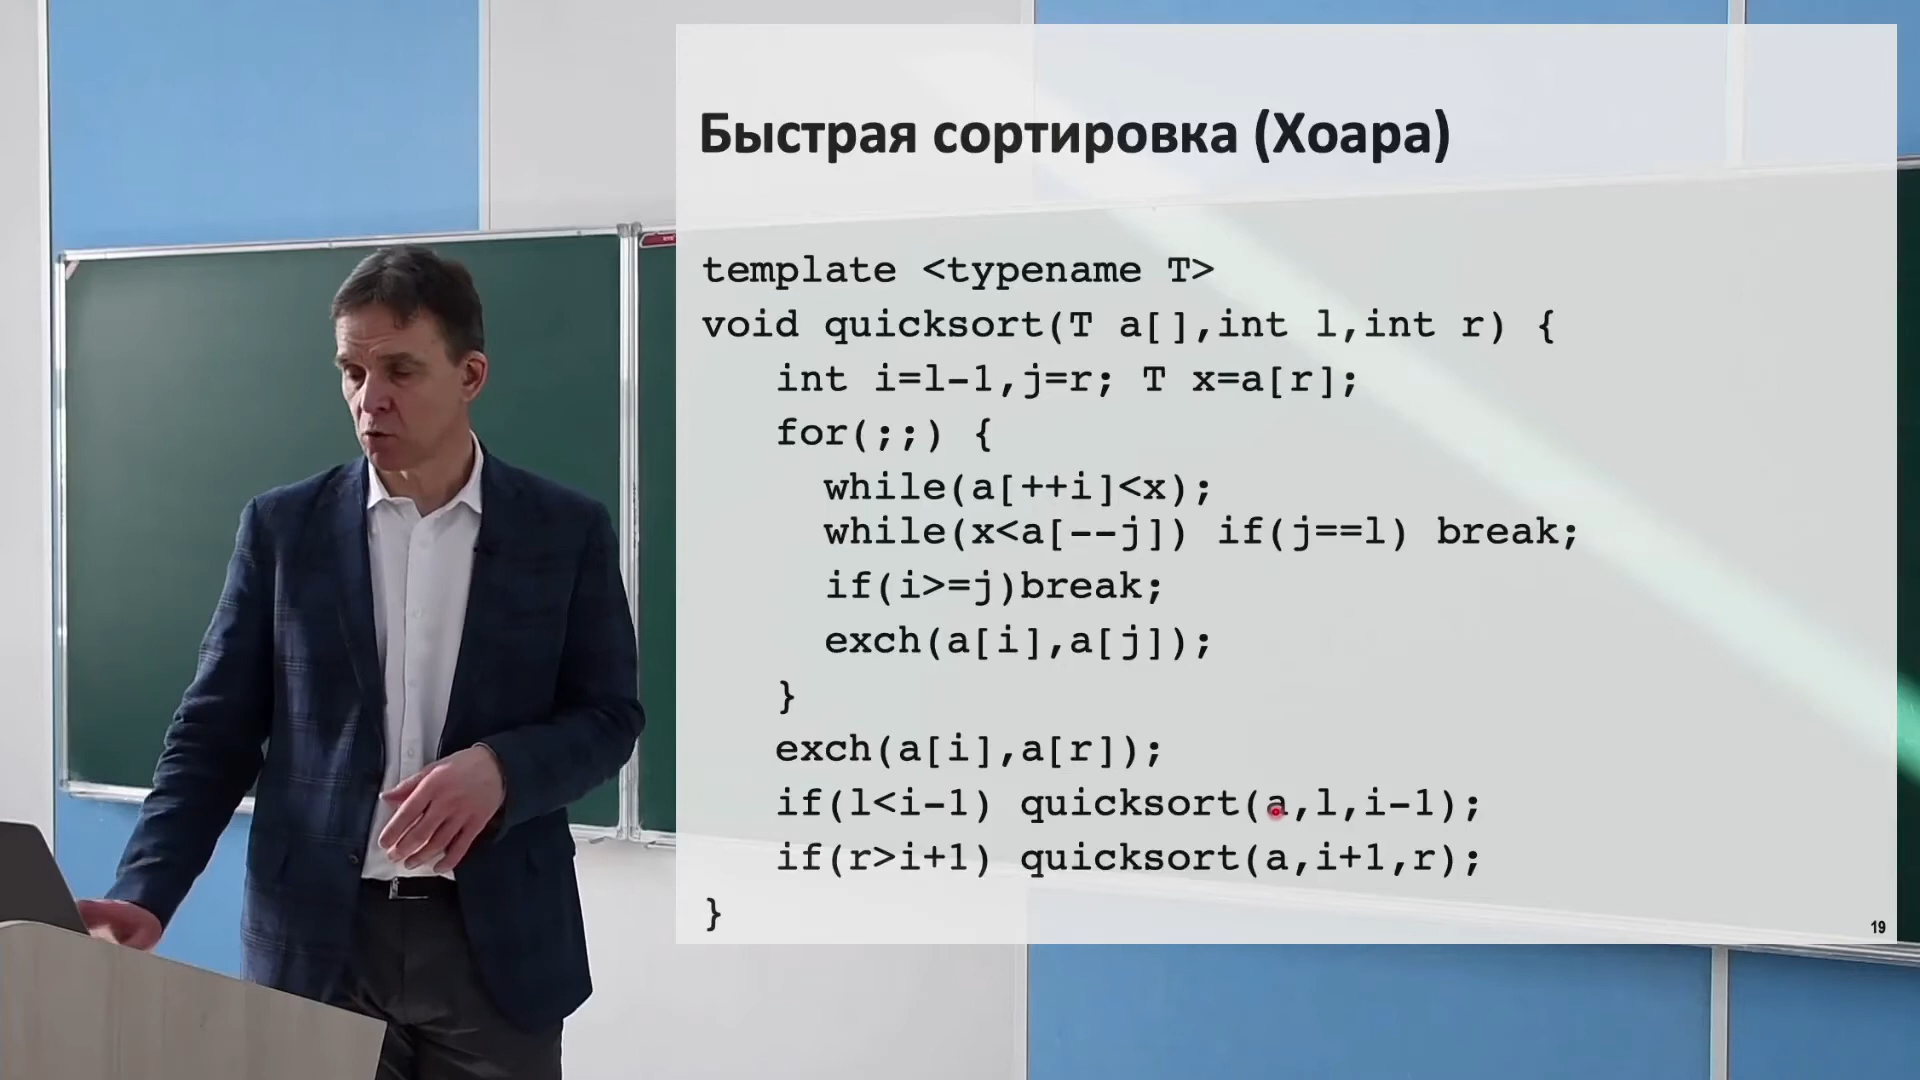 Быстрая сортировка (Хоара)
template <typename T>
void quicksort(T a[],int l,int r) {
int i=l-1,j=r; T x=a[r];
for(;;) {
while(a[++i]<x);
while(x<a[--j]) if(j==l) break;
if(i>=j)break;
exch(a[i],a[j]);
}
exch(a[i],a[r]);
if(l<i-1) quicksort(a,l,i-1);
if(r>i+1) quicksort(a,i+1,r);
}
19